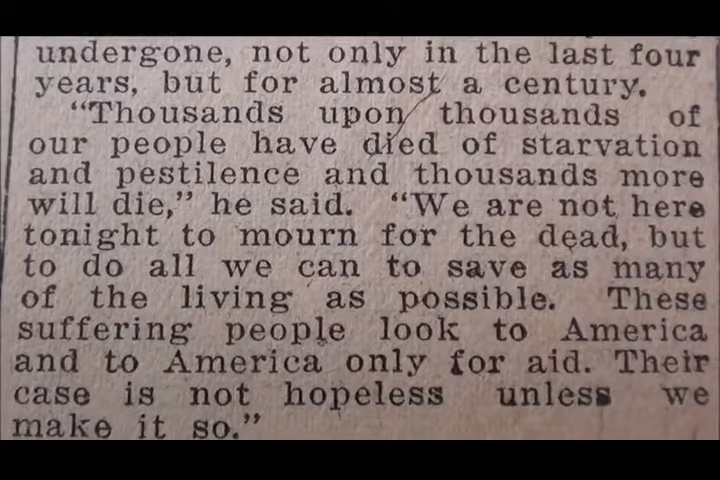 undergone, not only in the last four
years, but for almost a century.
"Thousands upon thousands of
our people have died of starvation
and pestilence and thousands more
will die," he said. "We are not here
tonight to mourn for the dead, but
to do all we can to save as many
of the living as possible. These
suffering people look to America
and to America only for aid. Their
case is not hopeless unless we
make it so."